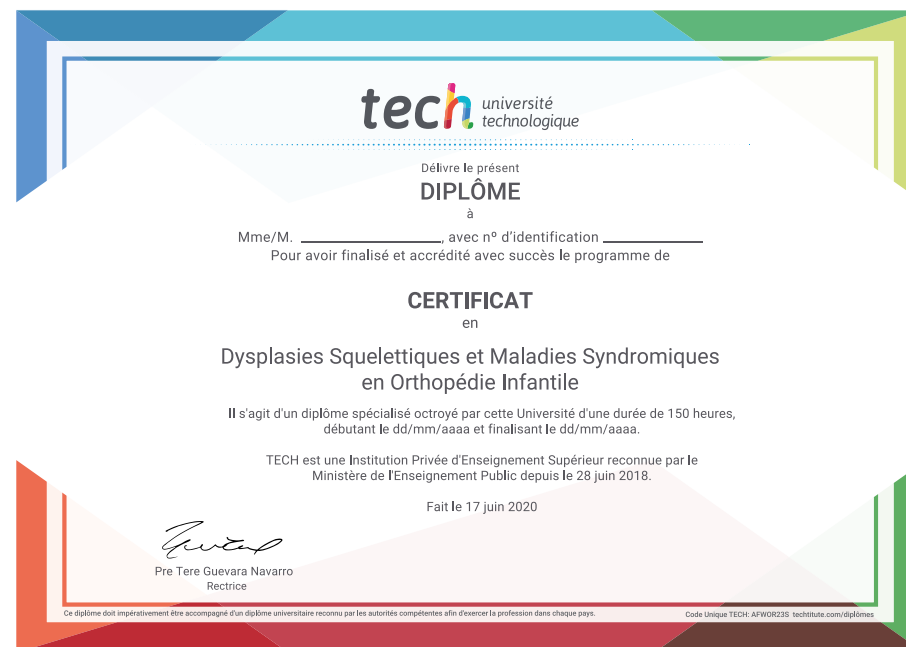 tech université
technologique
Délivre le présent
DIPLÔME
à
Mme/M. ____________________, avec nº d'identification ______________
Pour avoir finalisé et accrédité avec succès le programme de
CERTIFICAT
en
Dysplasies Squelettiques et Maladies Syndromiques
en Orthopédie Infantile
Il s'agit d'un diplôme spécialisé octroyé par cette Université d'une durée de 150 heures,
débutant le dd/mm/aaaa et finalisant le dd/mm/aaaa.
TECH est une Institution Privée d'Enseignement Supérieur reconnue par le
Ministère de l'Enseignement Public depuis le 28 juin 2018.
Fait le 17 juin 2020
Pre Tere Guevara Navarro
Rectrice
Ce diplôme doit impérativement être accompagné d'un diplôme universitaire reconnu par les autorités compétentes afin d'exercer la profession dans chaque pays.
Code Unique TECH: AFWOR23S techtitute.com/diplômes